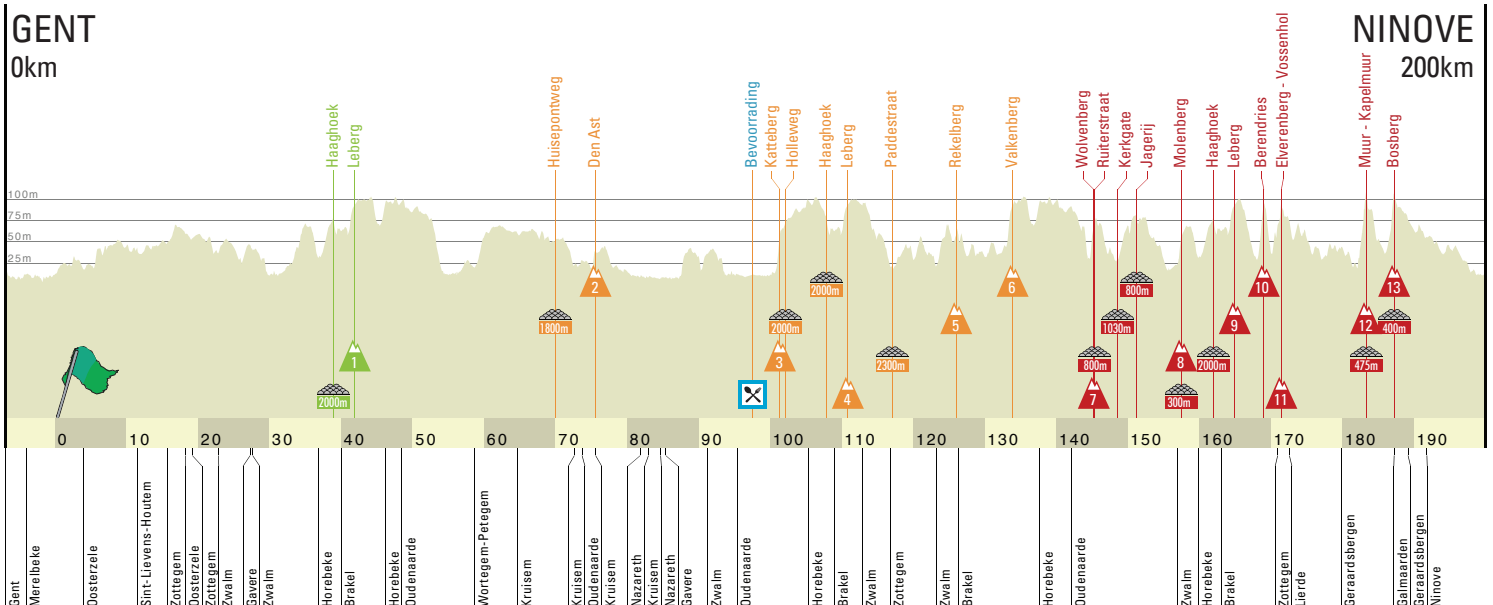 GENT
0km
NINOVE
200km
Haaghoek
Leberg
Huisepontweg
Den Ast
Bevoorrading
Katteberg
Holleweg
Haaghoek
Leberg
Paddestraat
Rekelberg
Valkenberg
Wolvenberg
Ruiterstraat
Kerkgate
Jagerij
Molenberg
Haaghoek
Leberg
Berendries
Elverenberg - Vossenhol
Muur - Kapelmuur
Bosberg
100m
75m
50m
25m
2000m
1
1800m
2
3
2000m
2000m
4
2300m
5
6
800m
7
1030m
800m
8
300m
2000m
9
10
11
12
475m
13
400m
0 10 20 30 40 50 60 70 80 90 100 110 120 130 140 150 160 170 180 190
Gent
Merelbeke
Oosterzele
Sint-Lievens-Houtem
Zottegem
Oosterzele
Zottegem
Zwalm
Gavere
Zwalm
Horebeke
Brakel
Horebeke
Oudenaarde
Wortegem-Petegem
Kruisem
Kruisem
Oudenaarde
Kruisem
Nazareth
Kruisem
Nazareth
Gavere
Zwalm
Oudenaarde
Horebeke
Brakel
Zwalm
Zottegem
Zwalm
Brakel
Horebeke
Oudenaarde
Zwalm
Horebeke
Brakel
Zottegem
Lierde
Geraardsbergen
Galmaarden
Geraardsbergen
Ninove